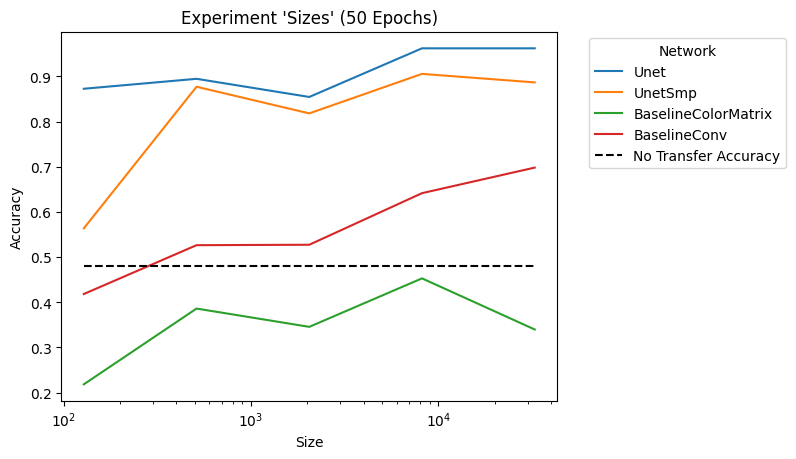 Experiment 'Sizes' (50 Epochs)
Network
Unet
UnetSmp
BaselineColorMatrix
BaselineConv
No Transfer Accuracy
Accuracy
0.9
0.8
0.7
0.6
0.5
0.4
0.3
0.2
10²
10³
10⁴
Size